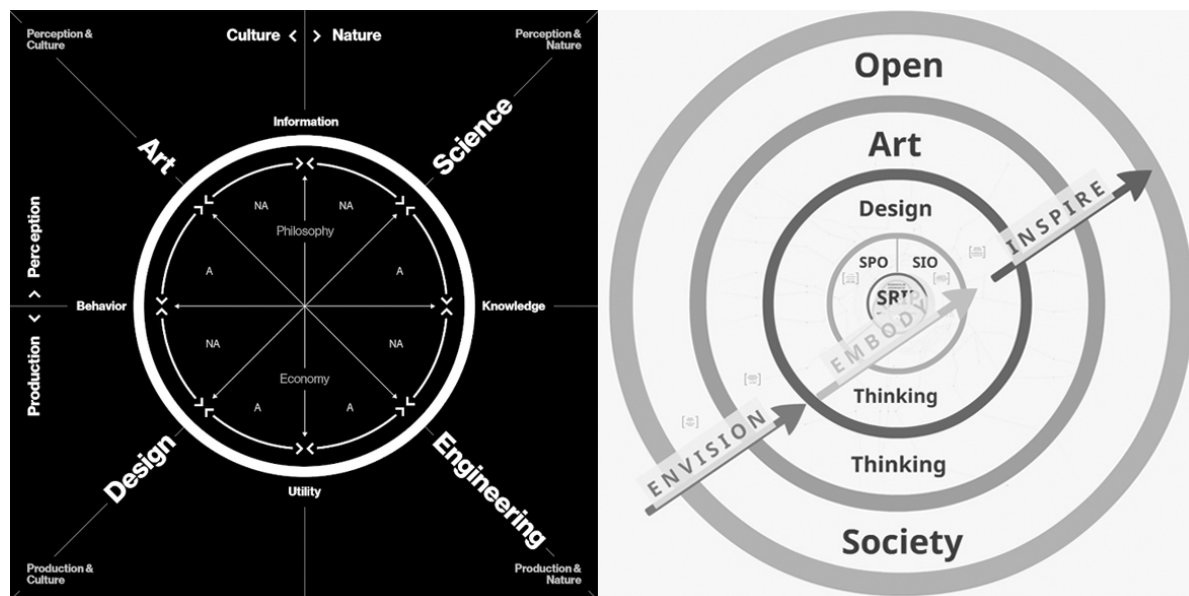 Perception &
Culture
Culture < > Nature
Perception &
Nature
Information
Art
Science
NA
NA
Philosophy
Production < > Perception
A
A
Behavior
Knowledge
NA
NA
Economy
A
A
Design
Engineering
Utility
Production &
Culture
Production &
Nature
Open
Art
Design
SPO
SIO
INSPIRE
EMBODY
ENVISION
Thinking
Thinking
Society